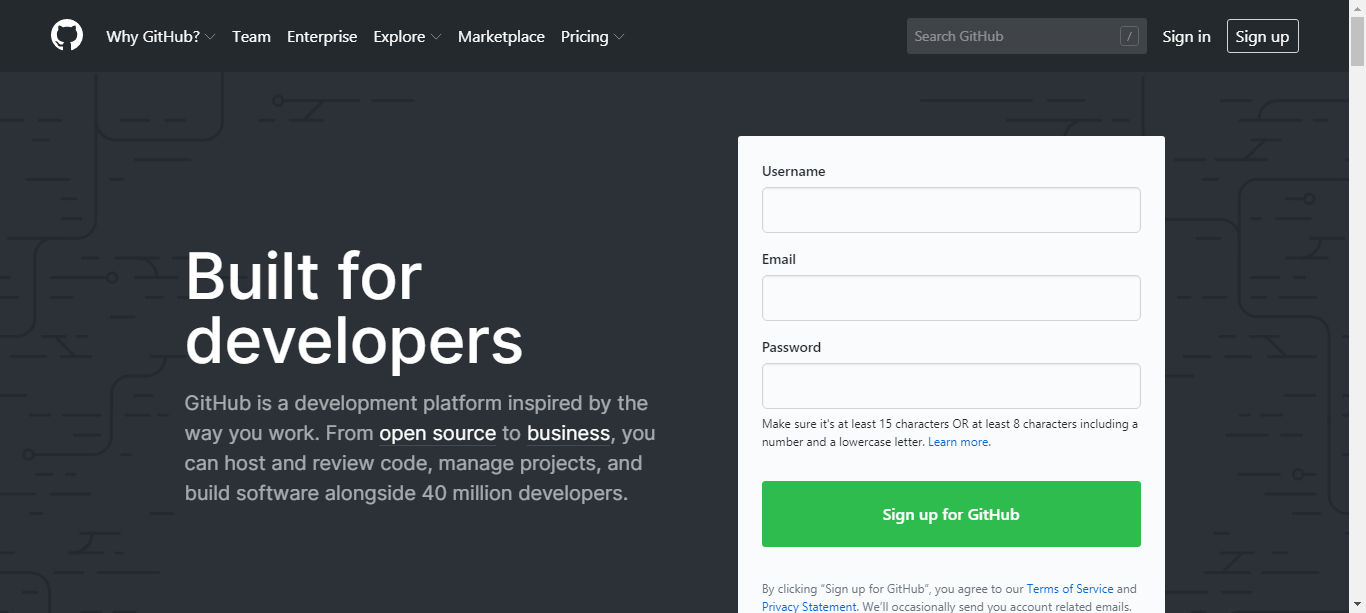 Why GitHub? Team Enterprise Explore Marketplace Pricing Search GitHub / Sign in Sign up
Built for
developers
GitHub is a development platform inspired by the
way you work. From open source to business, you
can host and review code, manage projects, and
build software alongside 40 million developers.
Username
Email
Password
Make sure it's at least 15 characters OR at least 8 characters including a
number and a lowercase letter. Learn more.
Sign up for GitHub
By clicking “Sign up for GitHub”, you agree to our Terms of Service and
Privacy Statement. We’ll occasionally send you account related emails.